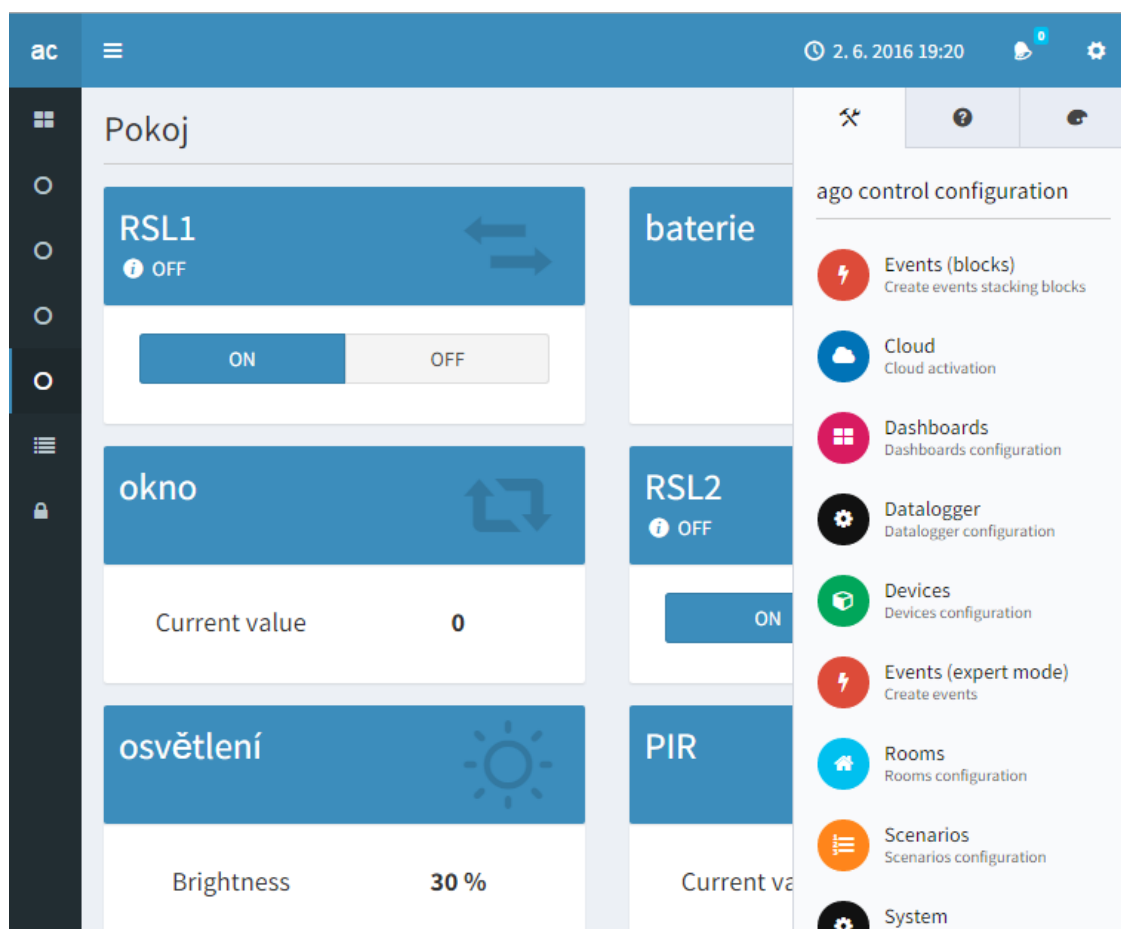 ac
2. 6. 2016 19:20
0
Pokoj
RSL1
OFF
ON
OFF
baterie
okno
Current value
0
RSL2
OFF
ON
osvětlení
Brightness
30 %
PIR
Current va
ago control configuration
Events (blocks)
Create events stacking blocks
Cloud
Cloud activation
Dashboards
Dashboards configuration
Datalogger
Datalogger configuration
Devices
Devices configuration
Events (expert mode)
Create events
Rooms
Rooms configuration
Scenarios
Scenarios configuration
System